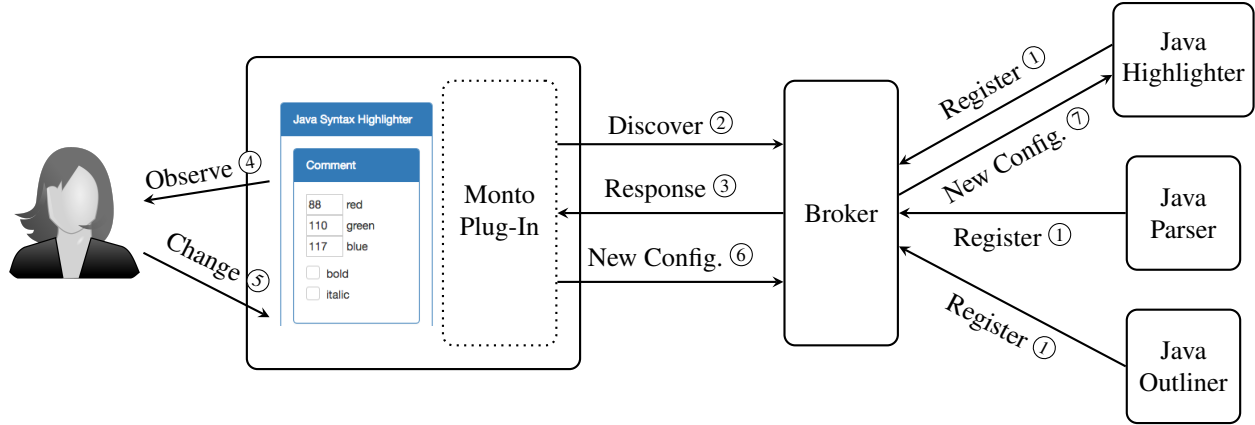 Java
Highlighter
Register ①
New Config. ⑦
Java Syntax Highlighter
Comment
88 red
110 green
117 blue
bold
italic
Observe ④
Change ⑤
Monto
Plug-In
Discover ②
Response ③
New Config. ⑥
Broker
Java
Parser
Register ①
Register ①
Java
Outliner